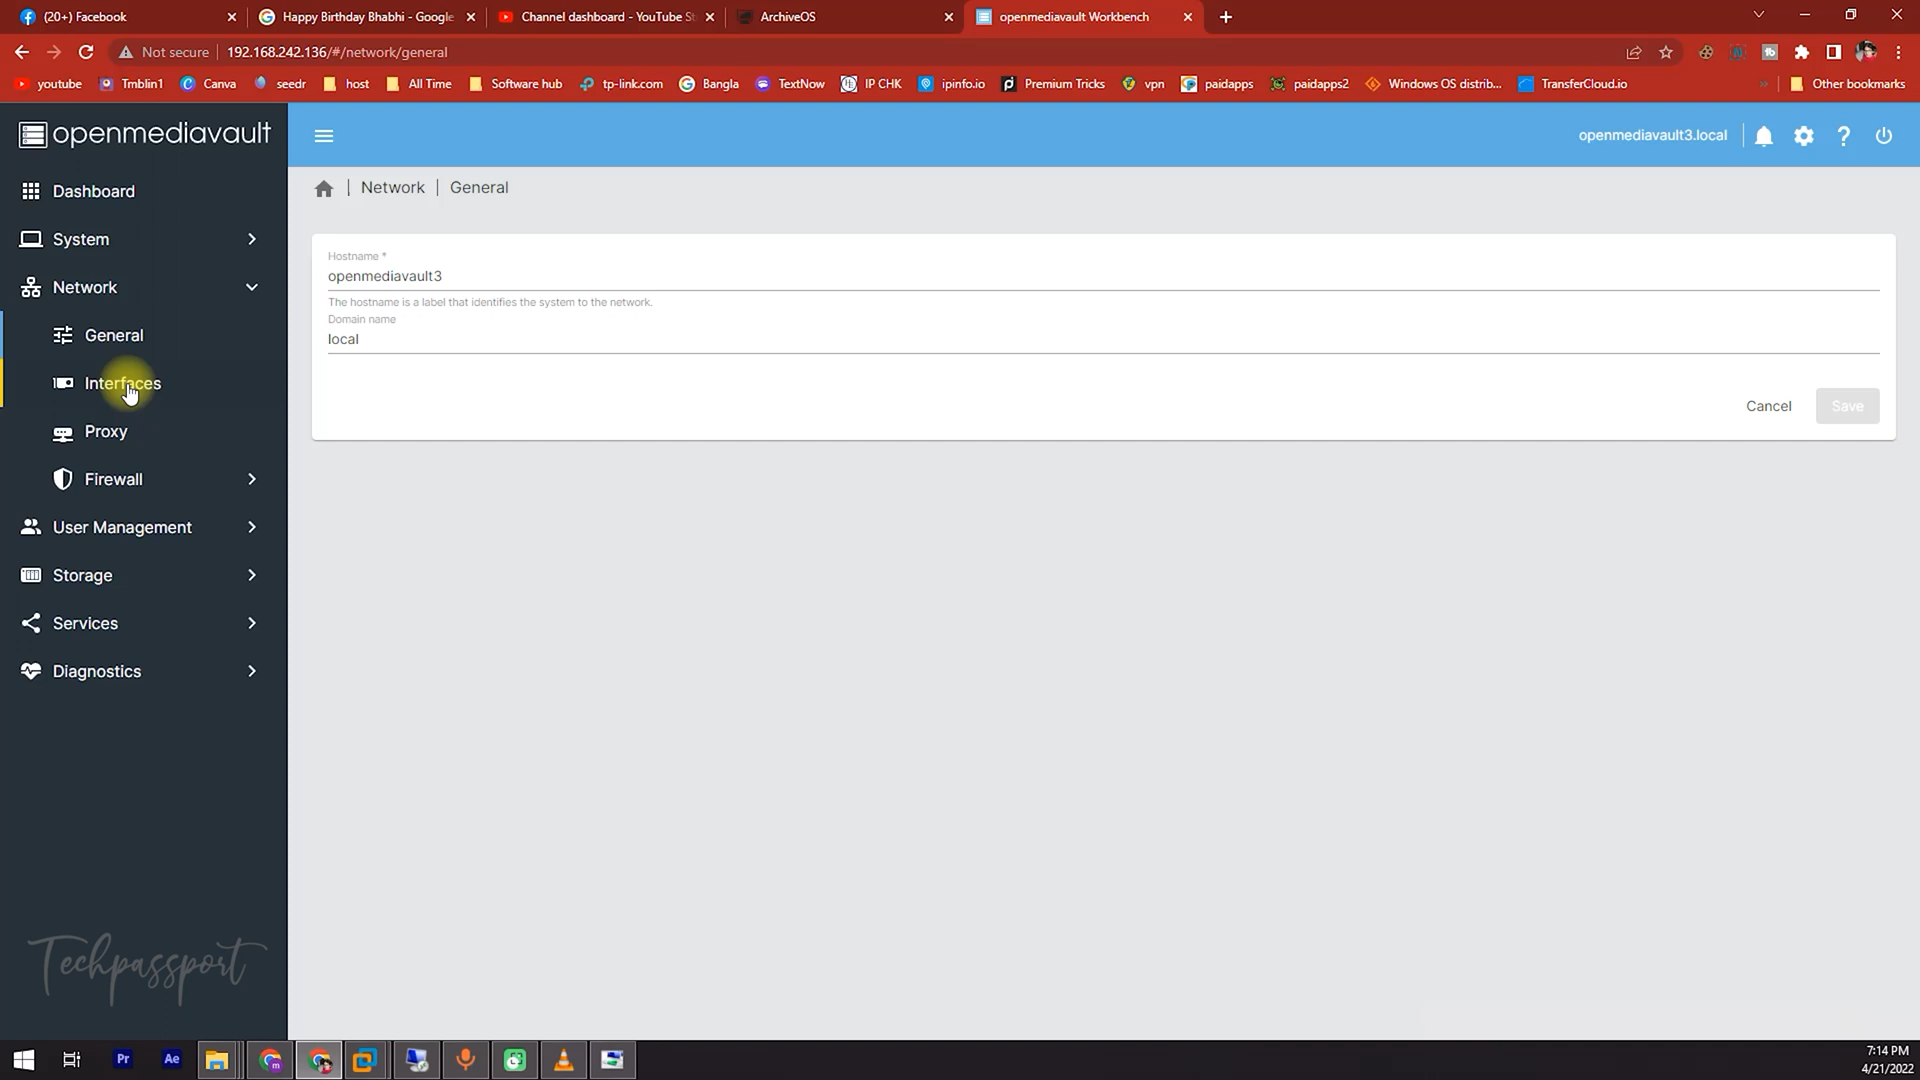 (20+) Facebook
Happy Birthday Bhabhi - Google
Channel dashboard - YouTube St
ArchiveOS
openmediavault Workbench
Not secure
192.168.242.136/#/network/general
youtube
Tmblin1
Canva
seedr
host
All Time
Software hub
tp-link.com
Bangla
TextNow
IP CHK
ipinfo.io
Premium Tricks
vpn
paidapps
paidapps2
Windows OS distrib...
TransferCloud.io
Other bookmarks
openmediavault
openmediavault3.local
Dashboard
System
Network
General
Interfaces
Proxy
Firewall
User Management
Storage
Services
Diagnostics
Techpassport
Network | General
Hostname *
openmediavault3
The hostname is a label that identifies the system to the network.
Domain name
local
Cancel
Save
Pr
Ae
7:14 PM
4/21/2022